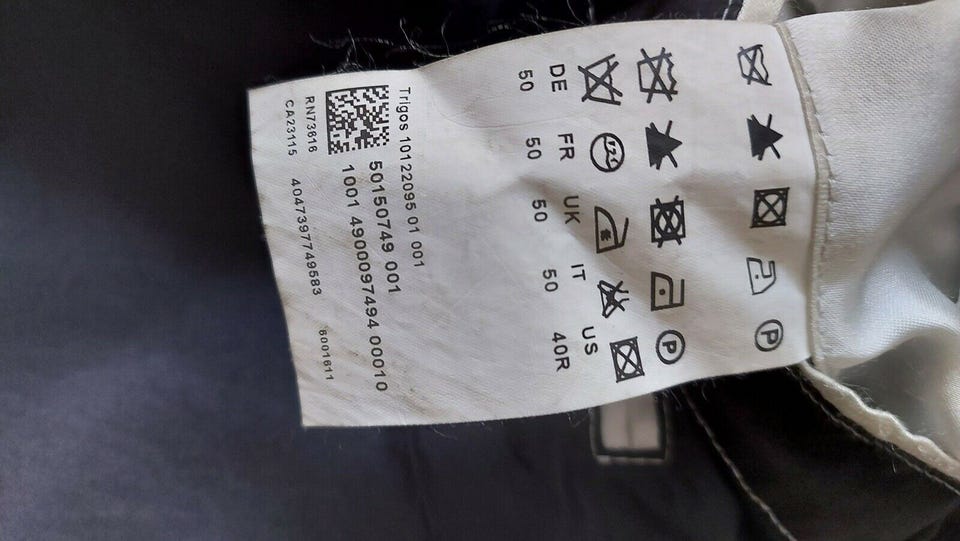 P
P
DE FR UK IT US
50 50 50 50 40R
Trigos 10122095 01 001
50150749 001
1001 4900097494 00010
RN73616
CA23115 4047397749583 6001611